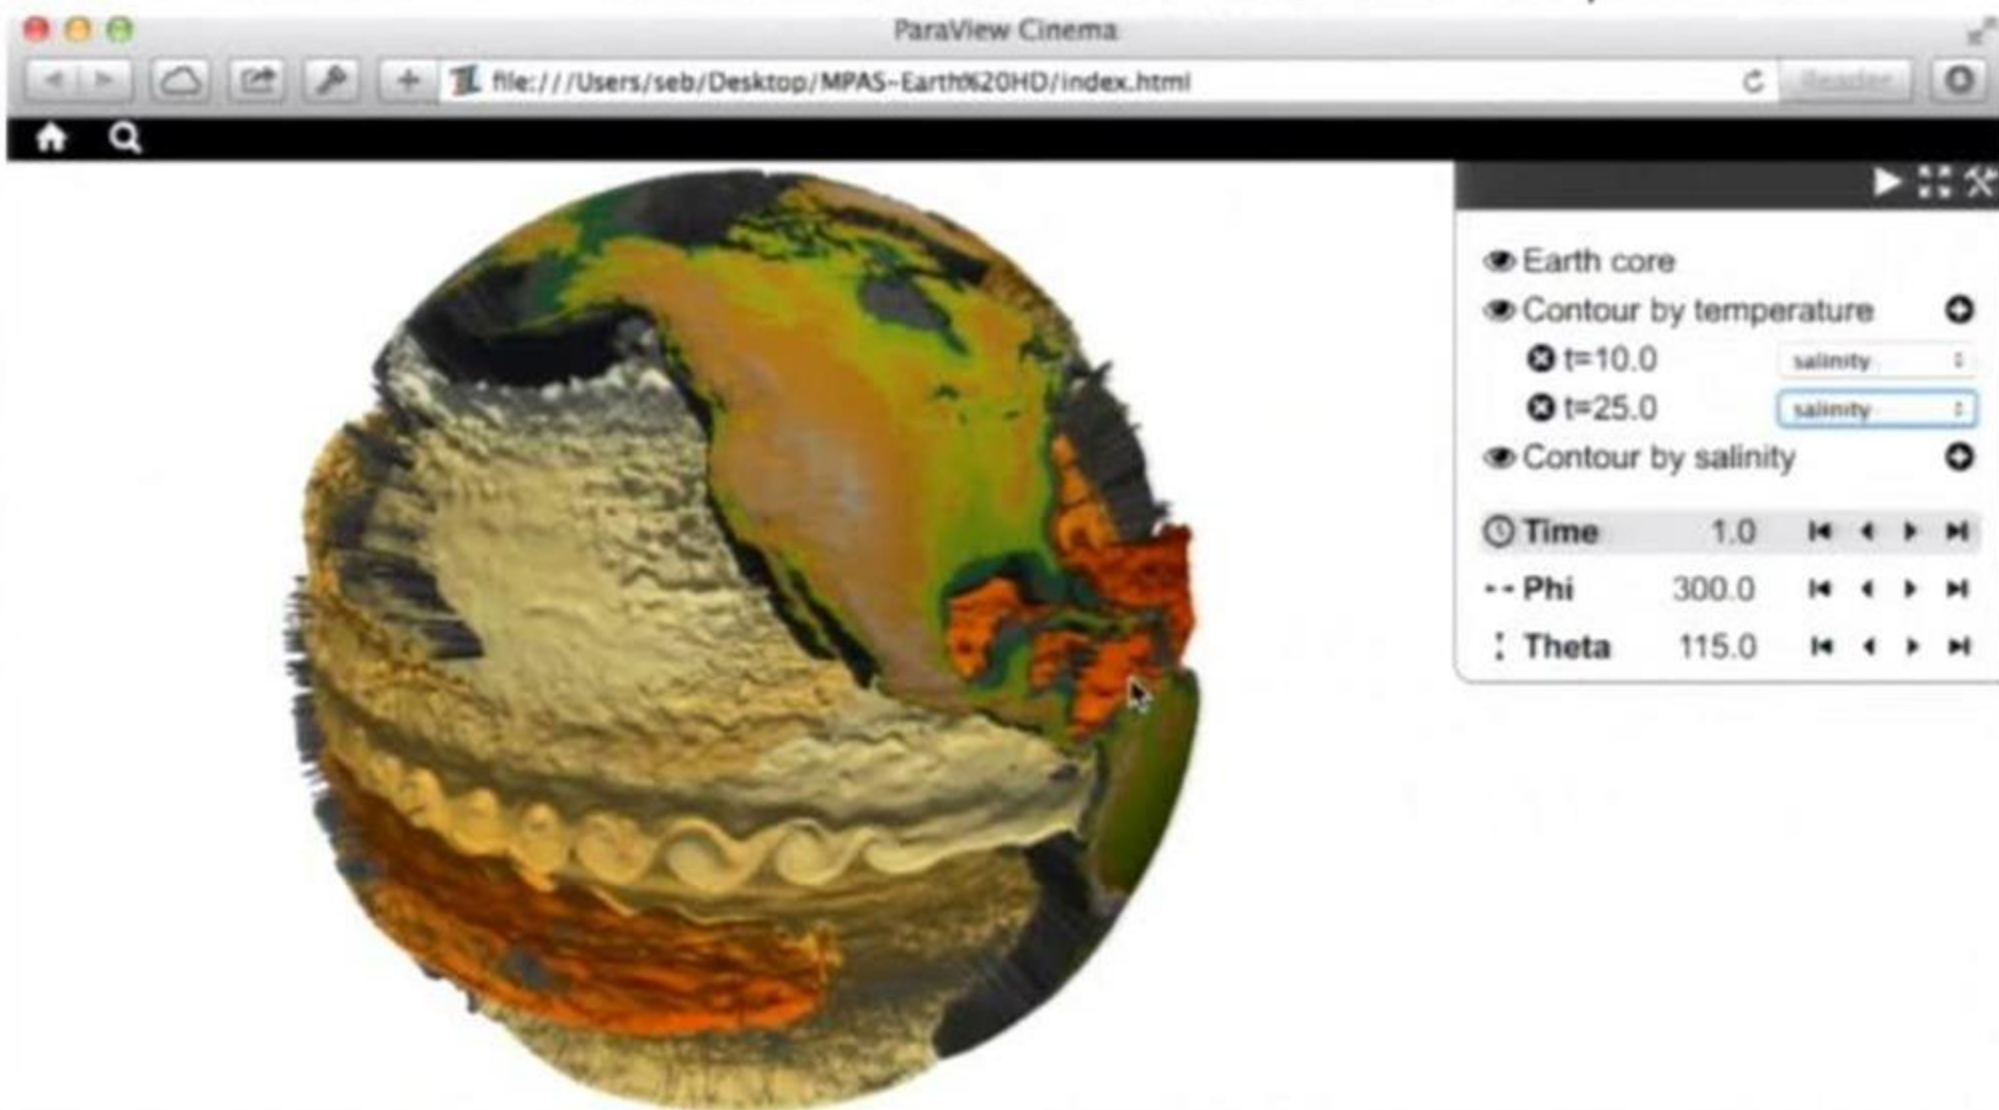 ParaView Cinema
file:///Users/seb/Desktop/MPAS-Earth%20HD/index.html
Reader
Earth core
Contour by temperature
t=10.0 salinity
t=25.0 salinity
Contour by salinity
Time 1.0
Phi 300.0
Theta 115.0